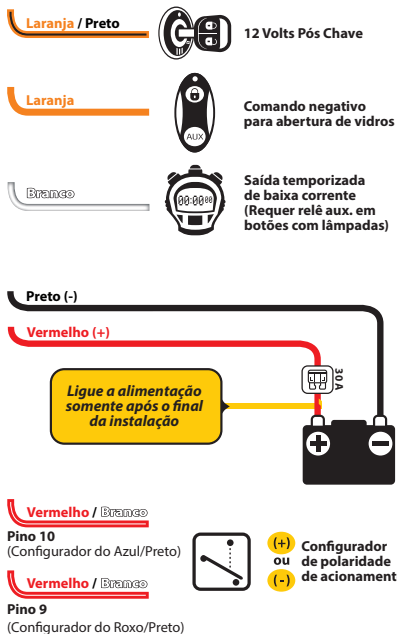 Laranja / Preto
12 Volts Pós Chave
Laranja
Comando negativo
para abertura de vidros
AUX
Branco
00:00:00
Saída temporizada
de baixa corrente
(Requer relê aux. em
botões com lâmpadas)
Preto (-)
Vermelho (+)
30A
Ligue a alimentação
somente após o final
da instalação
Vermelho / Branco
Pino 10
(Configurador do Azul/Preto)
Vermelho / Branco
Pino 9
(Configurador do Roxo/Preto)
(+)
ou
(-)
Configurador
de polaridade
de acionament